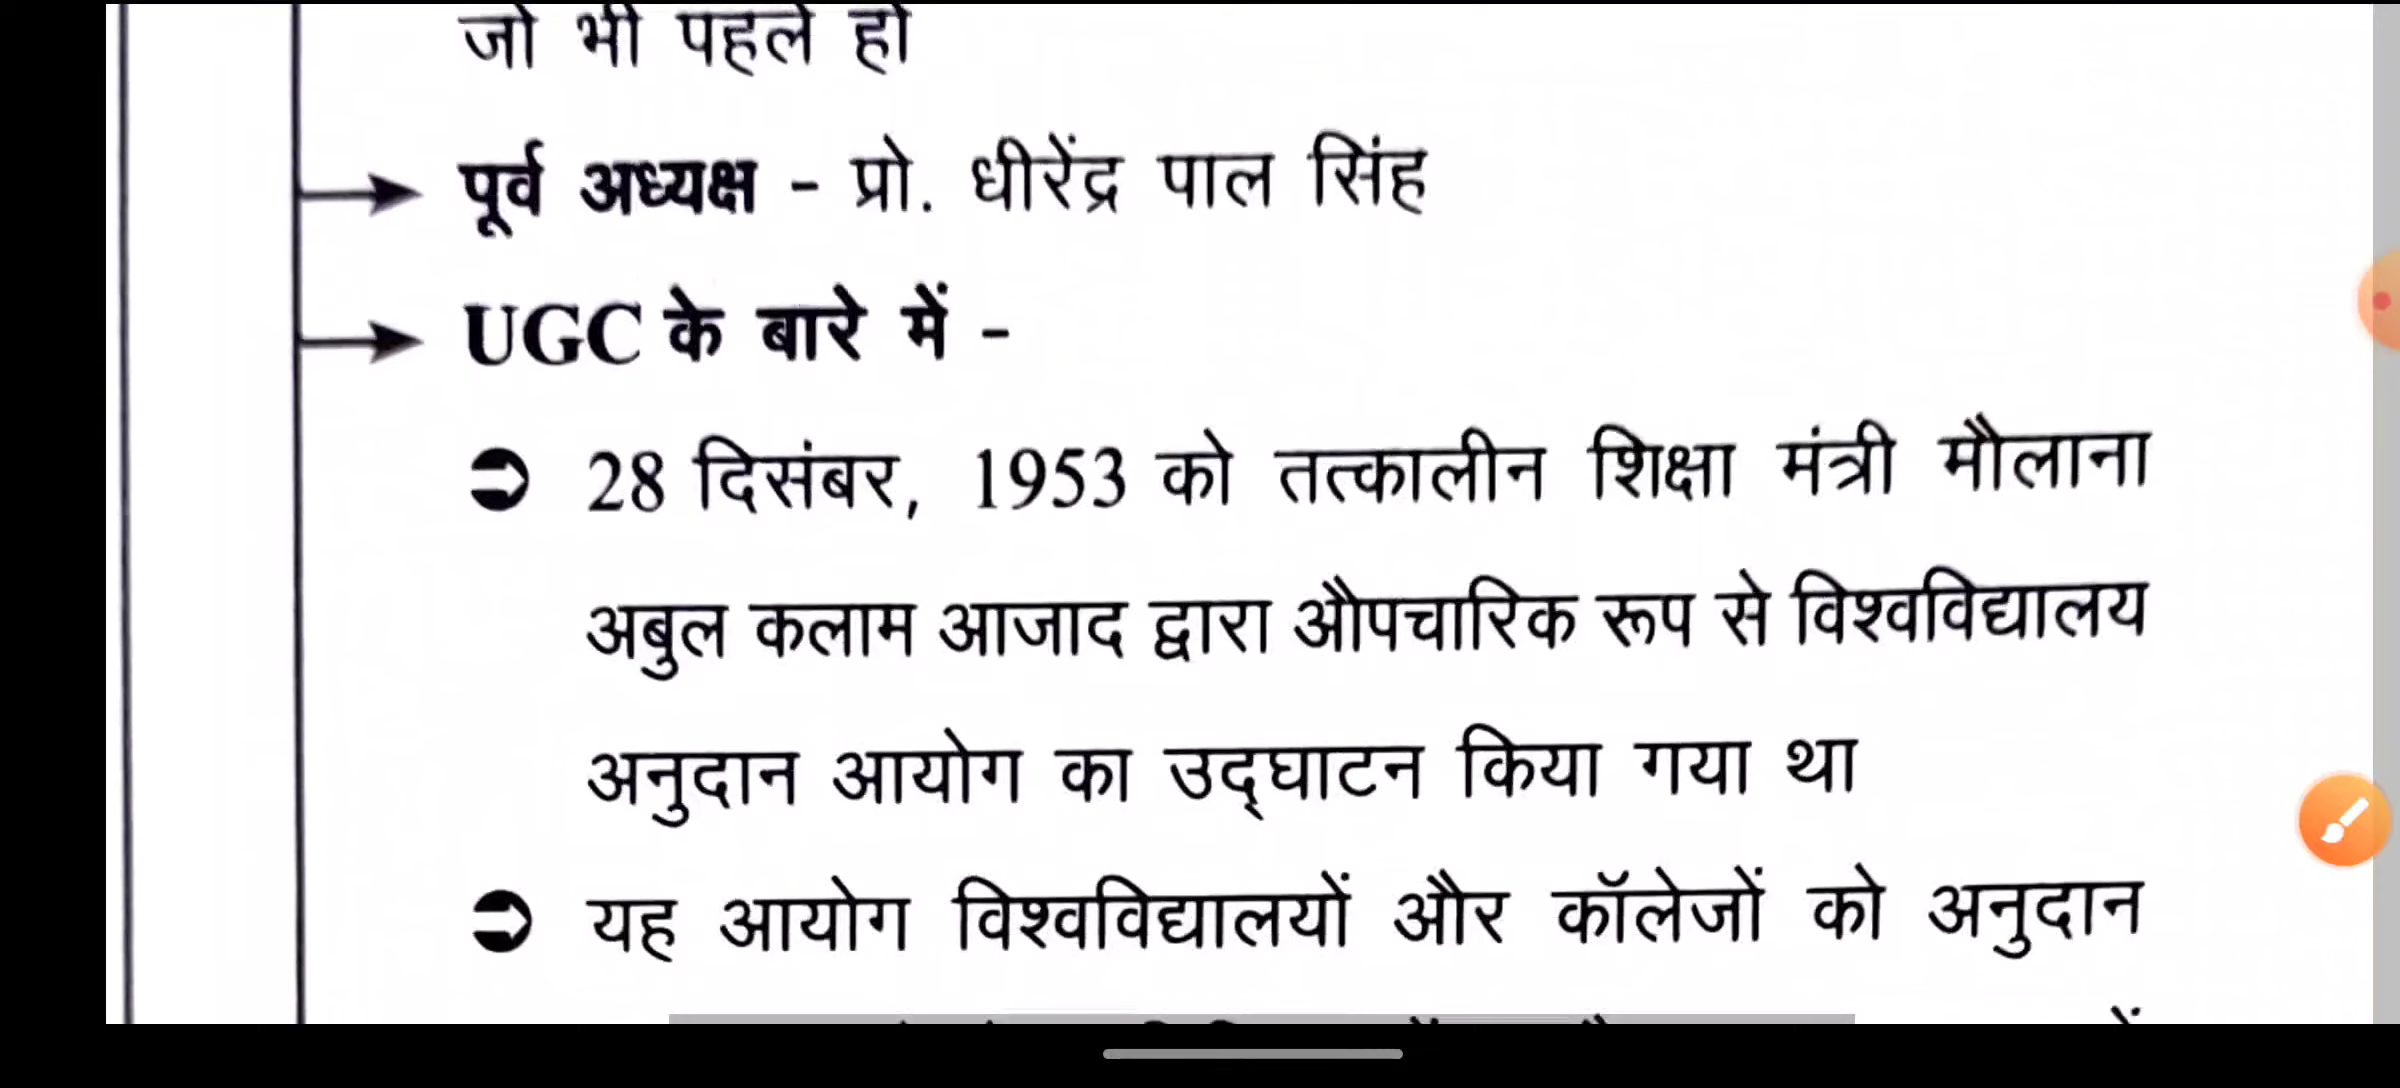 जो भी पहले हो
पूर्व अध्यक्ष - प्रो. धीरेंद्र पाल सिंह
UGC के बारे में -
➲ 28 दिसंबर, 1953 को तत्कालीन शिक्षा मंत्री मौलाना
अबुल कलाम आजाद द्वारा औपचारिक रूप से विश्वविद्यालय
अनुदान आयोग का उद्घाटन किया गया था
➲ यह आयोग विश्वविद्यालयों और कॉलेजों को अनुदान